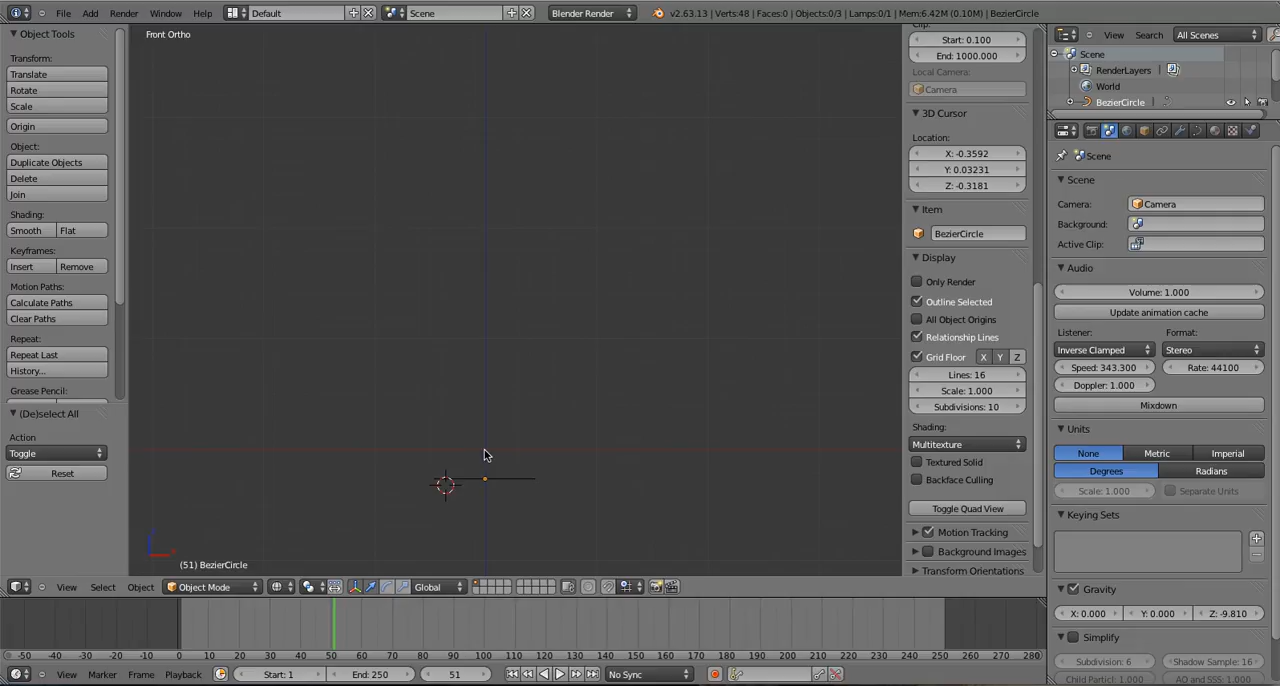 File Add Render Window Help Default Scene Blender Render v2.63.13 | Verts:48 | Faces:0 | Objects:0/3 | Lamps:0/1 | Mem:6.42M (0.10M) | BezierCircle
Object Tools
Transform:
Translate
Rotate
Scale
Origin
Object:
Duplicate Objects
Delete
Join
Shading:
Smooth Flat
Keyframes:
Insert Remove
Motion Paths:
Calculate Paths
Clear Paths
Repeat:
Repeat Last
History...
Grease Pencil:
(De)select All
Action
Toggle
Reset
Front Ortho
(51) BezierCircle
Clip:
Start: 0.100
End: 1000.000
Local Camera:
Camera
3D Cursor
Location:
X: -0.3592
Y: 0.03231
Z: -0.3181
Item
BezierCircle
Display
Only Render
Outline Selected
All Object Origins
Relationship Lines
Grid Floor X Y Z
Lines: 16
Scale: 1.000
Subdivisions: 10
Shading:
Multitexture
Textured Solid
Backface Culling
Toggle Quad View
Motion Tracking
Background Images
Transform Orientations
View Search All Scenes
Scene
RenderLayers
World
BezierCircle
Scene
Scene
Camera: Camera
Background:
Active Clip:
Audio
Volume: 1.000
Update animation cache
Listener: Format:
Inverse Clamped Stereo
Speed: 343.300 Rate: 44100
Doppler: 1.000
Mixdown
Units
None Metric Imperial
Degrees Radians
Scale: 1.000 Separate Units
Keying Sets
Gravity
X: 0.000 Y: 0.000 Z: -9.810
Simplify
Subdivision: 6 Shadow Sample: 16
Child Particl: 1.000 AO and SSS: 1.000
View Select Object Object Mode Global
-50 -40 -30 -20 -10 0 10 20 30 40 50 60 70 80 90 100 110 120 130 140 150 160 170 180 190 200 210 220 230 240 250 260 270 280
View Marker Frame Playback Start: 1 End: 250 51 No Sync